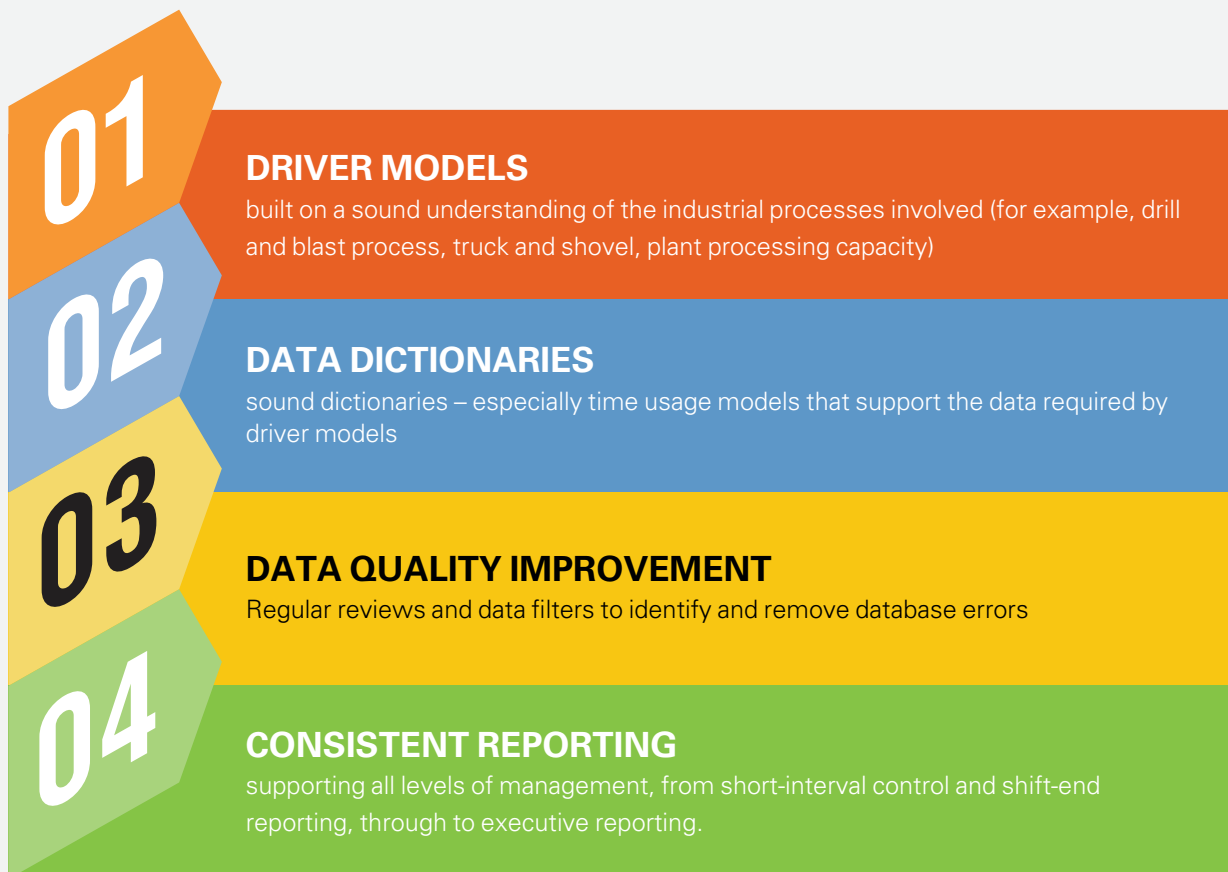 01
DRIVER MODELS
built on a sound understanding of the industrial processes involved (for example, drill
and blast process, truck and shovel, plant processing capacity)
02
DATA DICTIONARIES
sound dictionaries – especially time usage models that support the data required by
driver models
03
DATA QUALITY IMPROVEMENT
Regular reviews and data filters to identify and remove database errors
04
CONSISTENT REPORTING
supporting all levels of management, from short-interval control and shift-end
reporting, through to executive reporting.